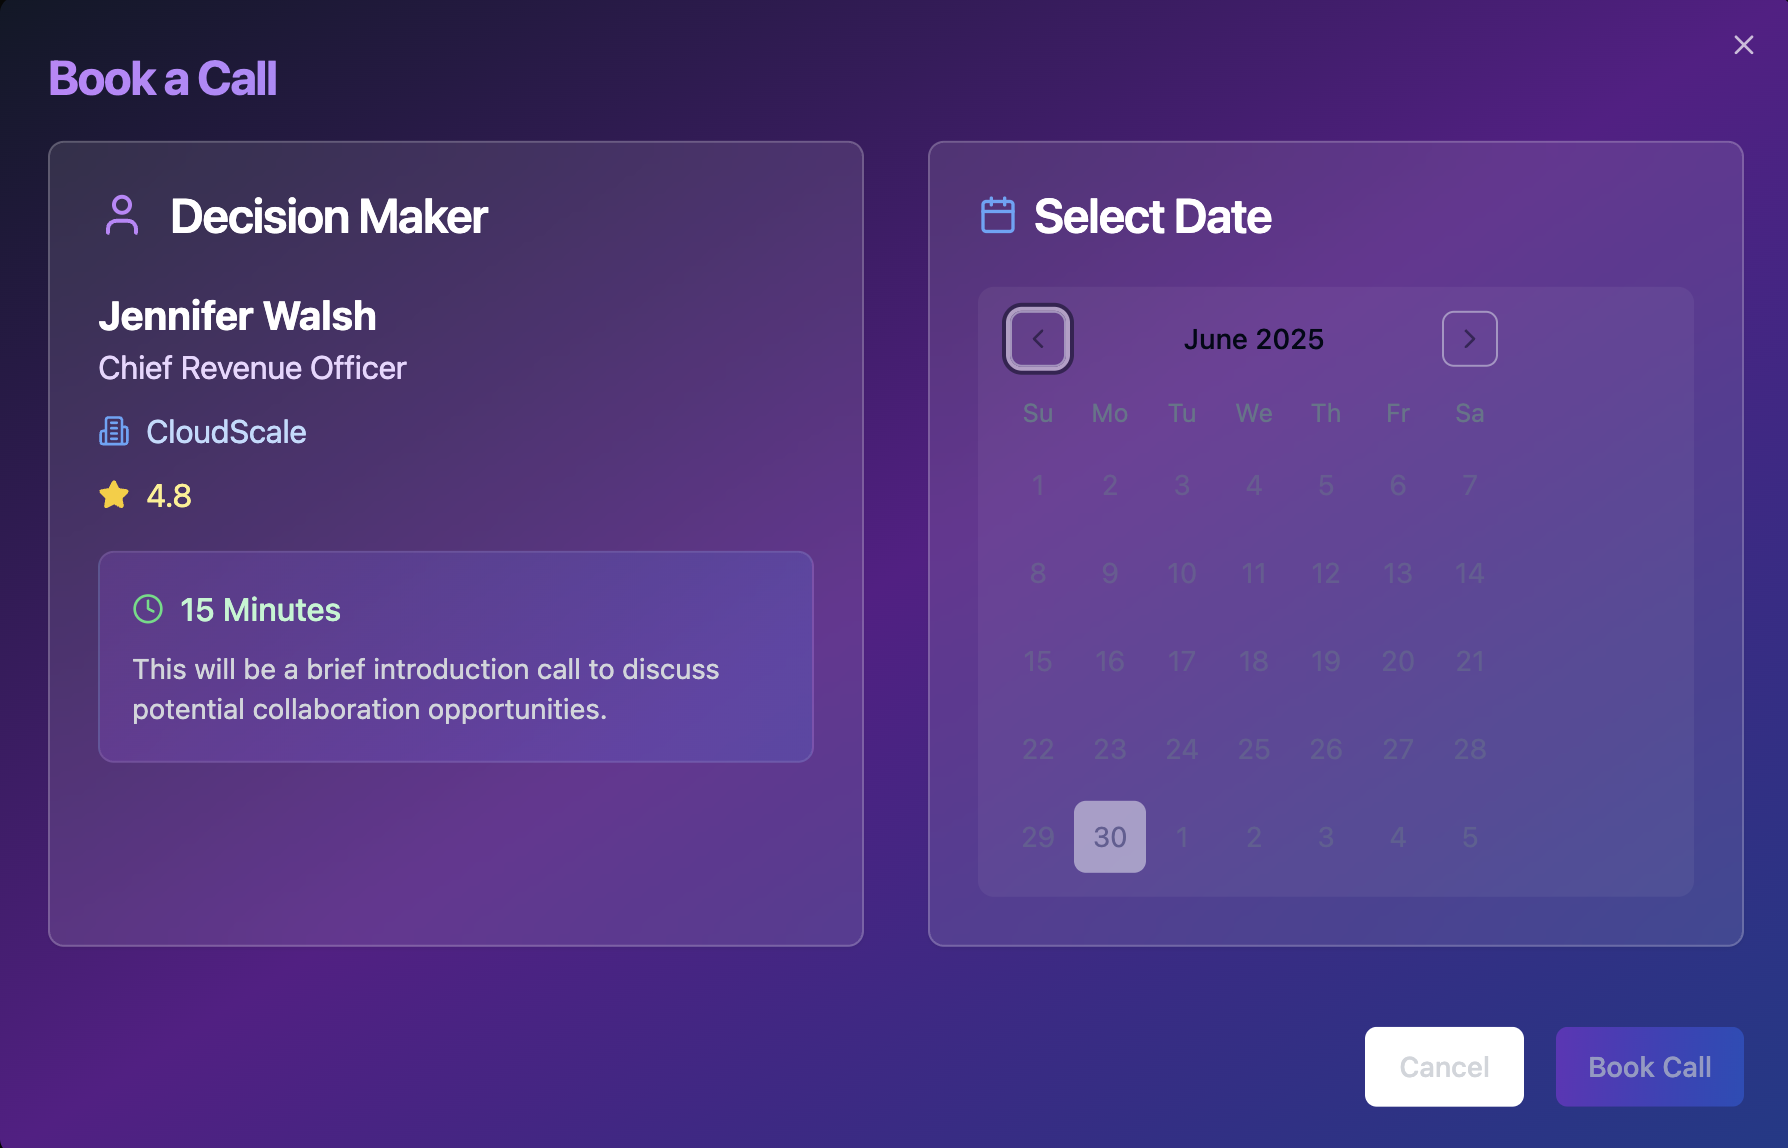 Book a Call
Decision Maker
Jennifer Walsh
Chief Revenue Officer
CloudScale
4.8
15 Minutes
This will be a brief introduction call to discuss
potential collaboration opportunities.
Select Date
June 2025
Su Mo Tu We Th Fr Sa
1 2 3 4 5 6 7
8 9 10 11 12 13 14
15 16 17 18 19 20 21
22 23 24 25 26 27 28
29 30 1 2 3 4 5
Cancel
Book Call